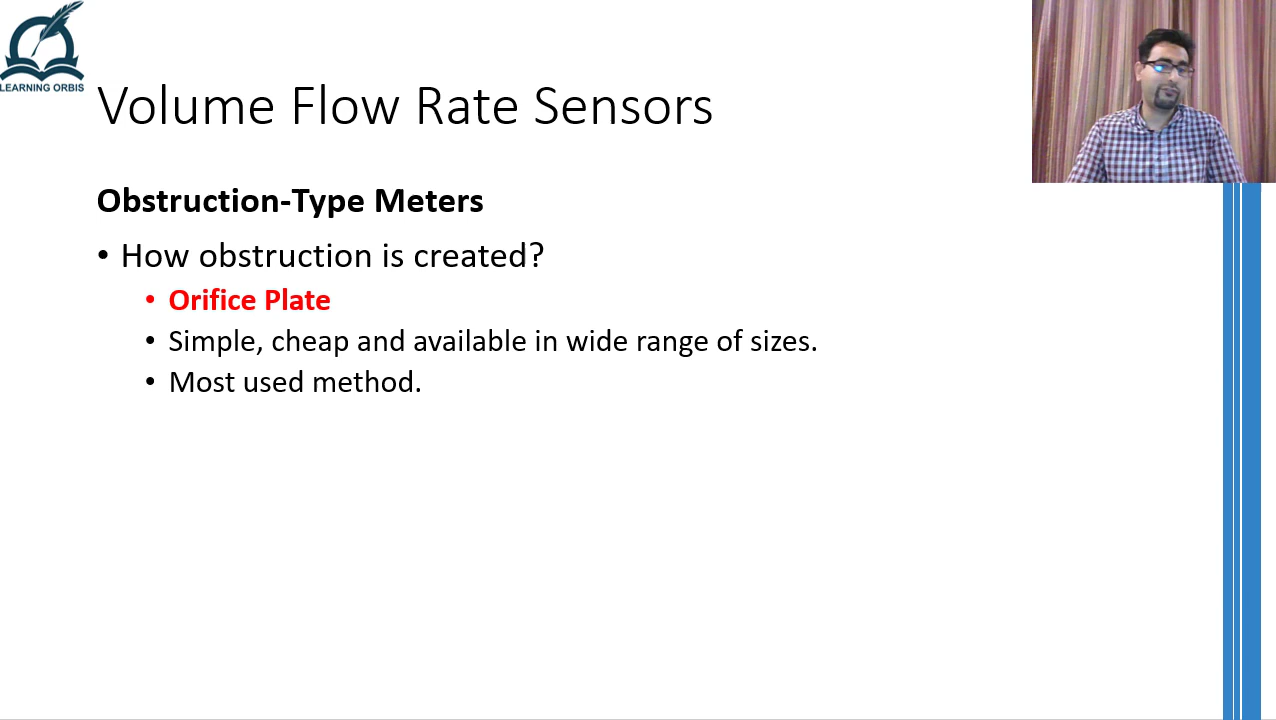 LEARNING ORBIS
Volume Flow Rate Sensors
Obstruction-Type Meters
• How obstruction is created?
• Orifice Plate
• Simple, cheap and available in wide range of sizes.
• Most used method.